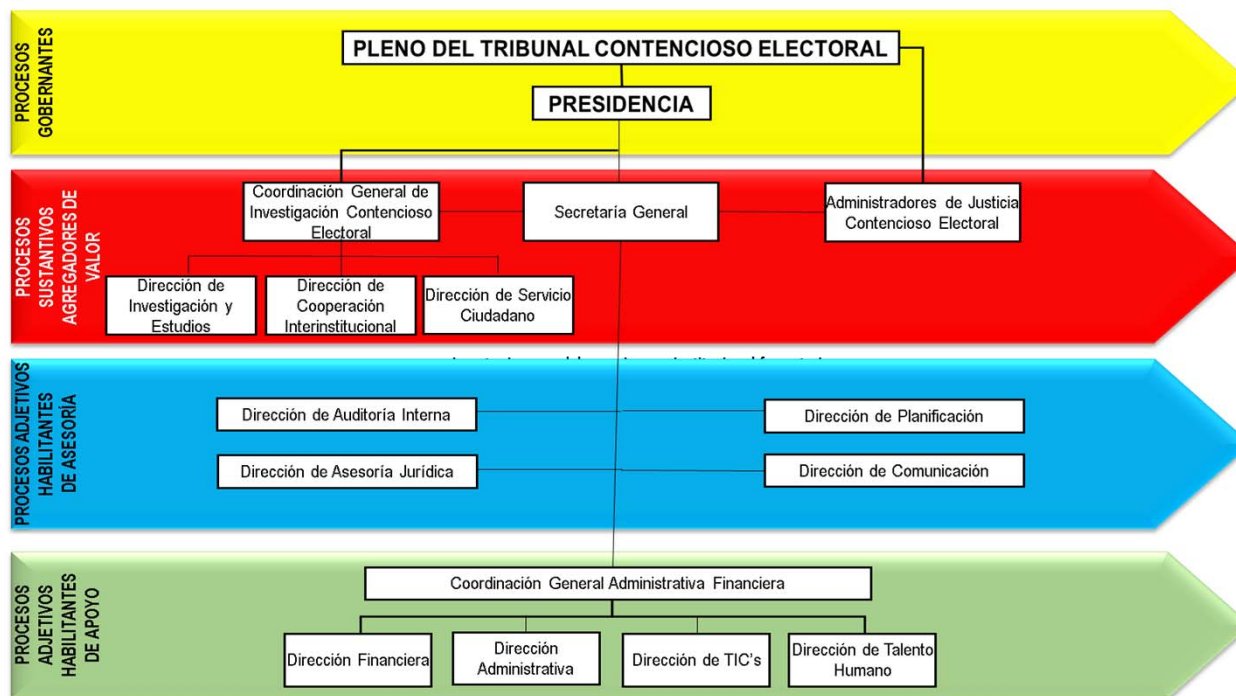 PROCESOS
GOBERNANTES
PLENO DEL TRIBUNAL CONTENCIOSO ELECTORAL
PRESIDENCIA
PROCESOS
SUSTANTIVOS
AGREGADORES DE
VALOR
Coordinación General de
Investigación Contencioso
Electoral
Secretaría General
Administradores de Justicia
Contencioso Electoral
Dirección de
Investigación y
Estudios
Dirección de
Cooperación
Interinstitucional
Dirección de Servicio
Ciudadano
PROCESOS ADJETIVOS
HABILITANTES
DE ASESORÍA
Dirección de Auditoría Interna
Dirección de Planificación
Dirección de Asesoría Jurídica
Dirección de Comunicación
PROCESOS
ADJETIVOS
HABILITANTES
DE APOYO
Coordinación General Administrativa Financiera
Dirección Financiera
Dirección
Administrativa
Dirección de TIC's
Dirección de Talento
Humano